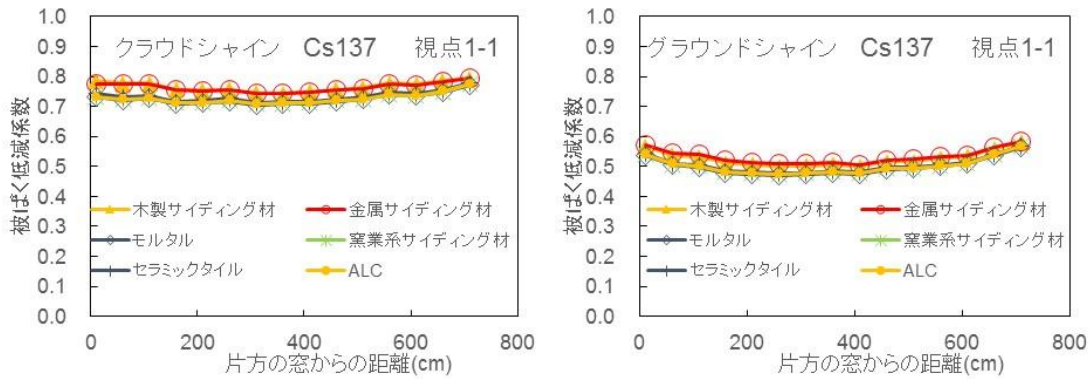 クラウドシャイン Cs137 視点1-1
被ばく低減係数
1.0
0.9
0.8
0.7
0.6
0.5
0.4
0.3
0.2
0.1
0.0
木製サイディング材
金属サイディング材
モルタル
窯業系サイディング材
セラミックタイル
ALC
0 200 400 600 800
片方の窓からの距離(cm)
グラウンドシャイン Cs137 視点1-1
被ばく低減係数
1.0
0.9
0.8
0.7
0.6
0.5
0.4
0.3
0.2
0.1
0.0
木製サイディング材
金属サイディング材
モルタル
窯業系サイディング材
セラミックタイル
ALC
0 200 400 600 800
片方の窓からの距離(cm)